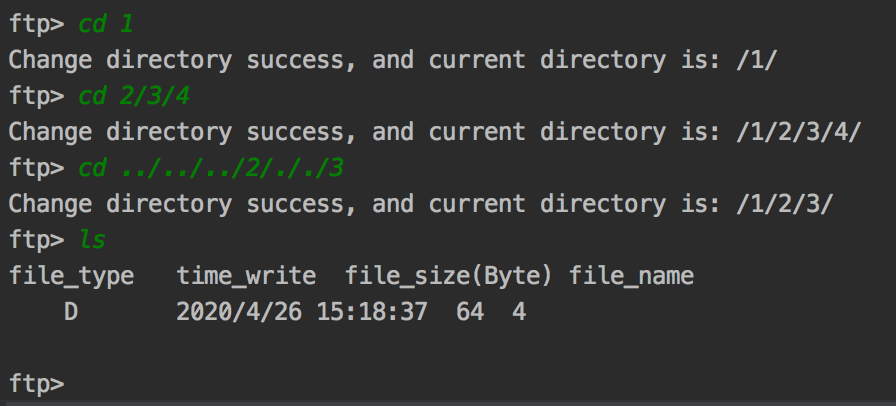 ftp> cd 1
Change directory success, and current directory is: /1/
ftp> cd 2/3/4
Change directory success, and current directory is: /1/2/3/4/
ftp> cd ../../../2/././3
Change directory success, and current directory is: /1/2/3/
ftp> ls
file_type   time_write  file_size(Byte) file_name
    D       2020/4/26 15:18:37  64  4
ftp>